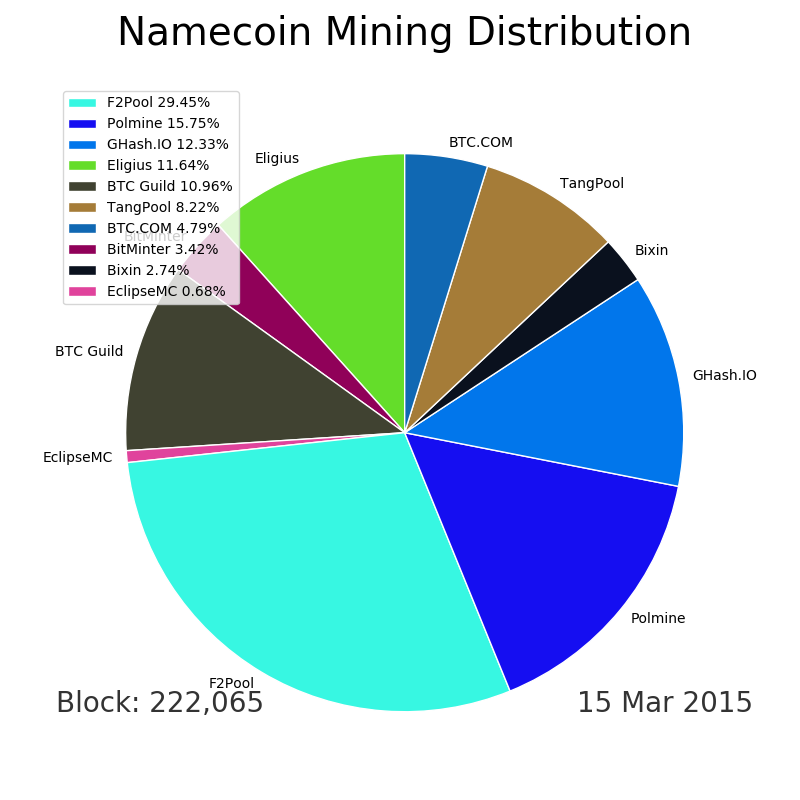 Namecoin Mining Distribution
F2Pool 29.45%
Polmine 15.75%
GHash.IO 12.33%
Eligius 11.64%
BTC Guild 10.96%
TangPool 8.22%
BTC.COM 4.79%
BitMinter 3.42%
Bixin 2.74%
EclipseMC 0.68%
BTC.COM
Eligius
TangPool
BitMinter
Bixin
BTC Guild
GHash.IO
EclipseMC
Polmine
F2Pool
Block: 222,065
15 Mar 2015